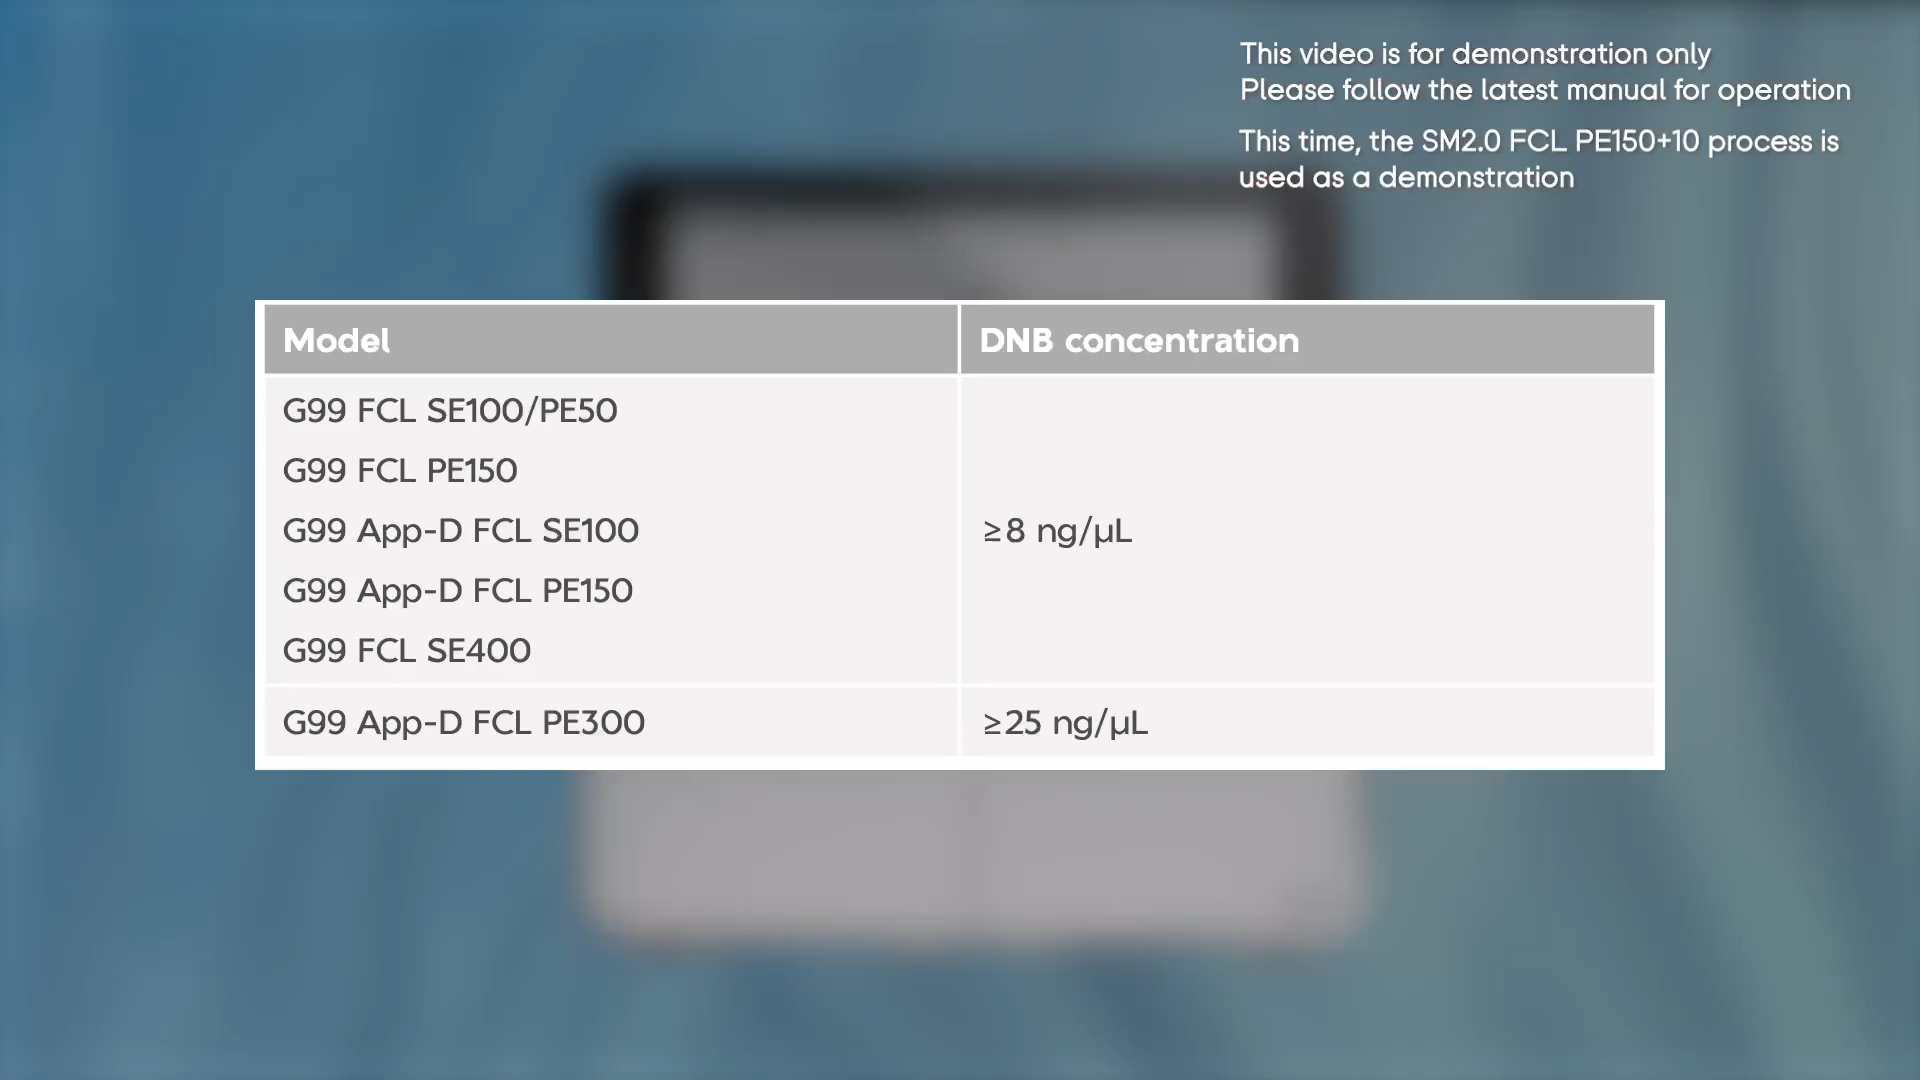 This video is for demonstration only
Please follow the latest manual for operation
This time, the SM2.0 FCL PE150+10 process is
used as a demonstration
Model
DNB concentration
G99 FCL SE100/PE50
G99 FCL PE150
G99 App-D FCL SE100
≥8 ng/µL
G99 App-D FCL PE150
G99 FCL SE400
G99 App-D FCL PE300
≥25 ng/µL